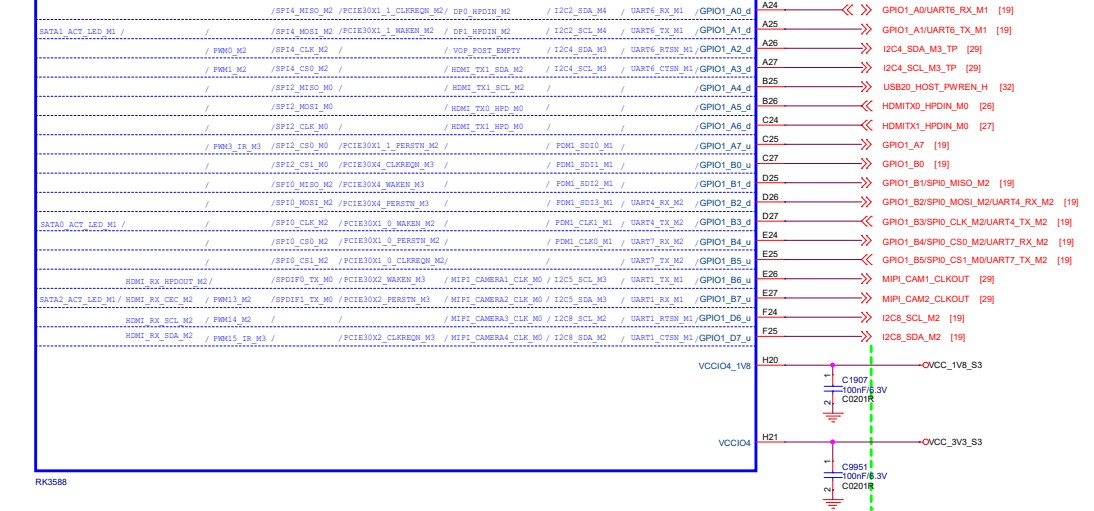 /SPI4_MISO_M2 /PCIE30X1_1_CLKREQN_M2/ DP0_HPDIN_M2 / I2C2_SDA_M4 / UART6_RX_M1 /GPIO1_A0_d A24 GPIO1_A0/UART6_RX_M1 [19]
SATA1_ACT_LED_M1 / /SPI4_MOSI_M2 /PCIE30X1_1_WAKEN_M2 / DP1_HPDIN_M2 / I2C2_SCL_M4 / UART6_TX_M1 /GPIO1_A1_d A25 GPIO1_A1/UART6_TX_M1 [19]
/ PWM0_M2 /SPI4_CLK_M2 / / VOP_POST_EMPTY / I2C4_SDA_M3 / UART6_RTSN_M1/GPIO1_A2_d A26 I2C4_SDA_M3_TP [29]
/ PWM1_M2 /SPI4_CS0_M2 / / HDMI_TX1_SDA_M2 / I2C4_SCL_M3 / UART6_CTSN_M1/GPIO1_A3_d A27 I2C4_SCL_M3_TP [29]
/ /SPI2_MISO_M0 / / HDMI_TX1_SCL_M2 / / /GPIO1_A4_d B25 USB20_HOST_PWREN_H [32]
/ /SPI2_MOSI_M0 / HDMI_TX0_HPD_M0 / / /GPIO1_A5_d B26 HDMITX0_HPDIN_M0 [26]
/ /SPI2_CLK_M0 / / HDMI_TX1_HPD_M0 / / /GPIO1_A6_d C24 HDMITX1_HPDIN_M0 [27]
/ PWM3_IR_M3 /SPI2_CS0_M0 /PCIE30X1_1_PERSTN_M2 / / PDM1_SDI0_M1 / /GPIO1_A7_u C25 GPIO1_A7 [19]
/ /SPI2_CS1_M0 /PCIE30X4_CLKREQN_M3 / / PDM1_SDI1_M1 / /GPIO1_B0_u C27 GPIO1_B0 [19]
/ /SPI0_MISO_M2 /PCIE30X4_WAKEN_M3 / / PDM1_SDI2_M1 / /GPIO1_B1_d D25 GPIO1_B1/SPI0_MISO_M2 [19]
/ /SPI0_MOSI_M2 /PCIE30X4_PERSTN_M3 / / PDM1_SDI3_M1 / UART4_RX_M2 /GPIO1_B2_d D26 GPIO1_B2/SPI0_MOSI_M2/UART4_RX_M2 [19]
SATA0_ACT_LED_M1 / / /SPI0_CLK_M2 /PCIE30X1_0_WAKEN_M2 / / PDM1_CLK1_M1 / UART4_TX_M2 /GPIO1_B3_d D27 GPIO1_B3/SPI0_CLK_M2/UART4_TX_M2 [19]
/ /SPI0_CS0_M2 /PCIE30X1_0_PERSTN_M2 / / PDM1_CLK0_M1 / UART7_RX_M2 /GPIO1_B4_u E24 GPIO1_B4/SPI0_CS0_M2/UART7_RX_M2 [19]
/ /SPI0_CS1_M2 /PCIE30X1_0_CLKREQN_M2/ / / UART7_TX_M2 /GPIO1_B5_u E25 GPIO1_B5/SPI0_CS1_M0/UART7_TX_M2 [19]
HDMI_RX_HPDOUT_M2/ / /SPDIF0_TX_M0 /PCIE30X2_WAKEN_M3 / MIPI_CAMERA1_CLK_M0 / I2C5_SCL_M3 / UART1_TX_M1 /GPIO1_B6_u E26 MIPI_CAM1_CLKOUT [29]
SATA2_ACT_LED_M1/ HDMI_RX_CEC_M2 / PWM13_M2 /SPDIF1_TX_M0 /PCIE30X2_PERSTN_M3 / MIPI_CAMERA2_CLK_M0 / I2C5_SDA_M3 / UART1_RX_M1 /GPIO1_B7_u E27 MIPI_CAM2_CLKOUT [29]
HDMI_RX_SCL_M2 / PWM14_M2 / / / MIPI_CAMERA3_CLK_M0 / I2C8_SCL_M2 / UART1_RTSN_M1/GPIO1_D6_u F24 I2C8_SCL_M2 [19]
HDMI_RX_SDA_M2 / PWM15_IR_M3 / /PCIE30X2_CLKREQN_M3 / MIPI_CAMERA4_CLK_M0 / I2C8_SDA_M2 / UART1_CTSN_M1/GPIO1_D7_u F25 I2C8_SDA_M2 [19]
VCCIO4_1V8 H20 VCC_1V8_S3
1
C1907
100nF/6.3V
2 C0201R
VCCIO4 H21 VCC_3V3_S3
1
C9951
100nF/6.3V
2 C0201R
RK3588